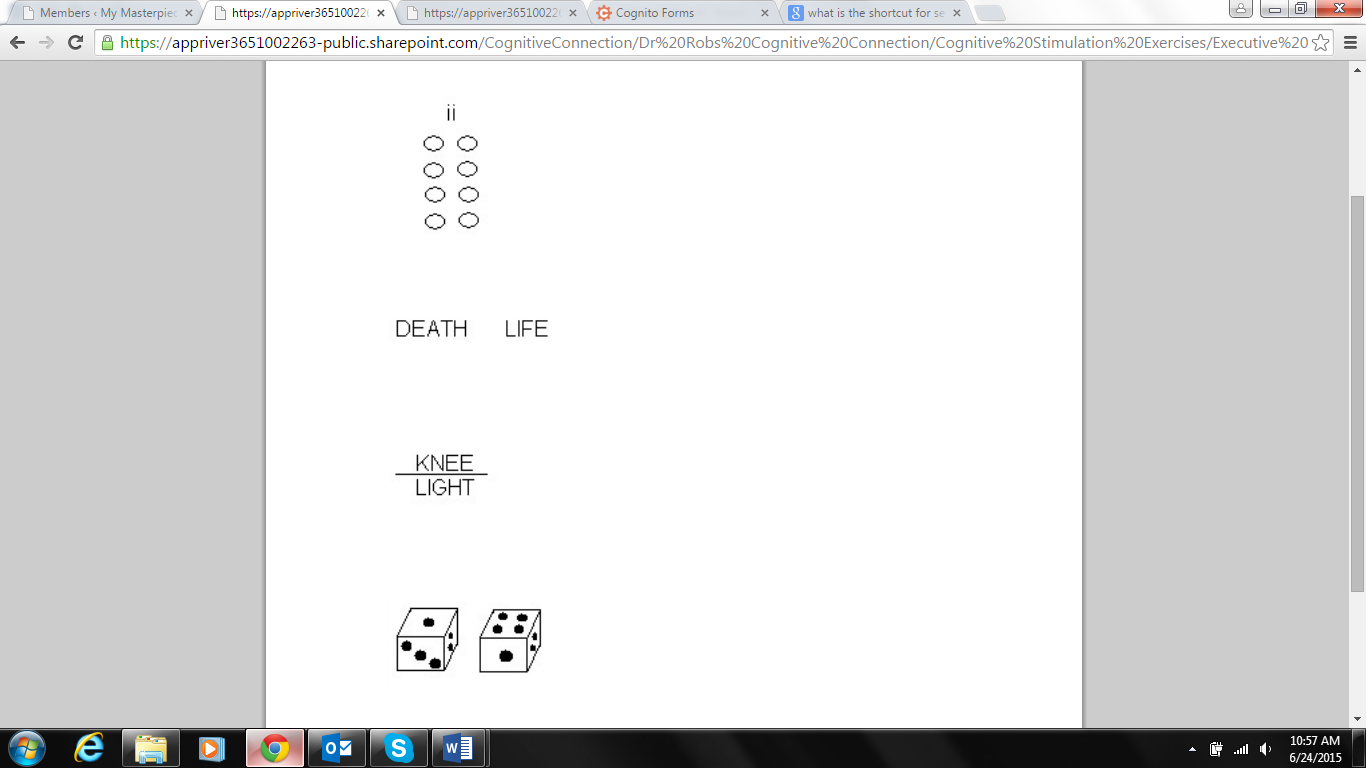 Members ‹ My Masterpiec
https://appriver36510022
https://appriver36510022
Cognito Forms
what is the shortcut for se
https://appriver3651002263-public.sharepoint.com/CognitiveConnection/Dr%20Robs%20Cognitive%20Connection/Cognitive%20Stimulation%20Exercises/Executive%20
ii
DEATH LIFE
KNEE
LIGHT
10:57 AM
6/24/2015